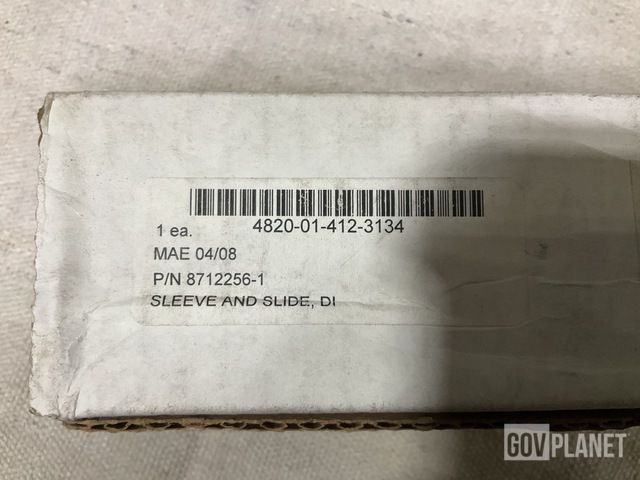 1 ea. 4820-01-412-3134
MAE 04/08
P/N 8712256-1
SLEEVE AND SLIDE, DI
GOVPLANET